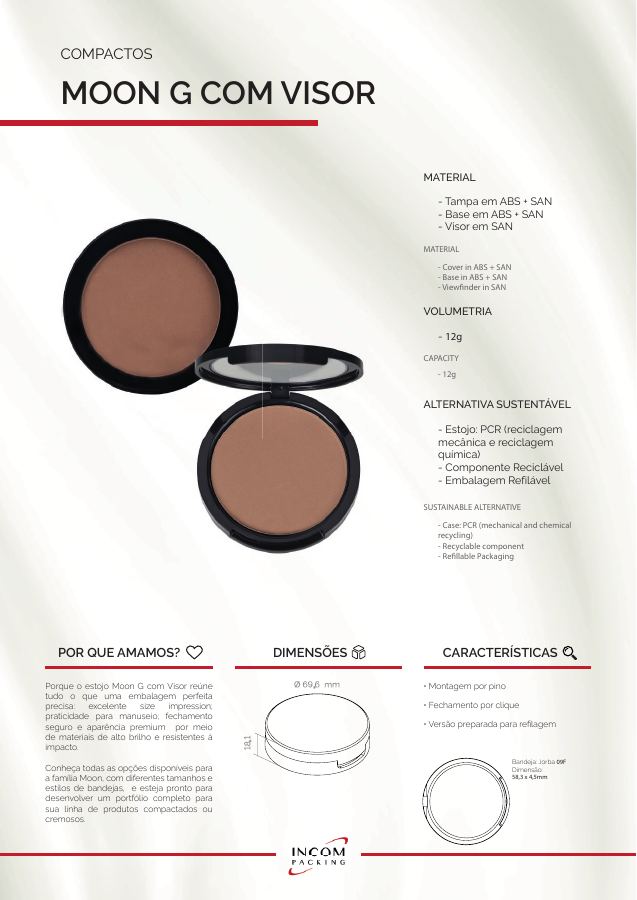 COMPACTOS
MOON G COM VISOR
MATERIAL
- Tampa em ABS + SAN
- Base em ABS + SAN
- Visor em SAN
MATERIAL
- Cover in ABS + SAN
- Base in ABS + SAN
- Viewfinder in SAN
VOLUMETRIA
- 12g
CAPACITY
- 12g
ALTERNATIVA SUSTENTÁVEL
- Estojo: PCR (reciclagem
mecânica e reciclagem
química)
- Componente Reciclável
- Embalagem Refilável
SUSTAINABLE ALTERNATIVE
- Case: PCR (mechanical and chemical
recycling)
- Recyclable component
- Refillable Packaging
POR QUE AMAMOS?
Porque o estojo Moon G com Visor reúne
tudo o que uma embalagem perfeita
precisa: excelente size impression,
praticidade para manuseio, fechamento
seguro e aparência premium por meio
de materiais de alto brilho e resistentes à
impacto.
Conheça todas as opções disponíveis para
a família Moon, com diferentes tamanhos e
estilos de bandejas, e esteja pronto para
desenvolver um portfólio completo para
sua linha de produtos compactados ou
cremosos.
DIMENSÕES
Ø 69,6 mm
18,1
CARACTERÍSTICAS
• Montagem por pino
• Fechamento por clique
• Versão preparada para refilagem
Bandeja: Jorba 09F
Dimensão:
58,3 x 4,5mm
INCOM
PACKING